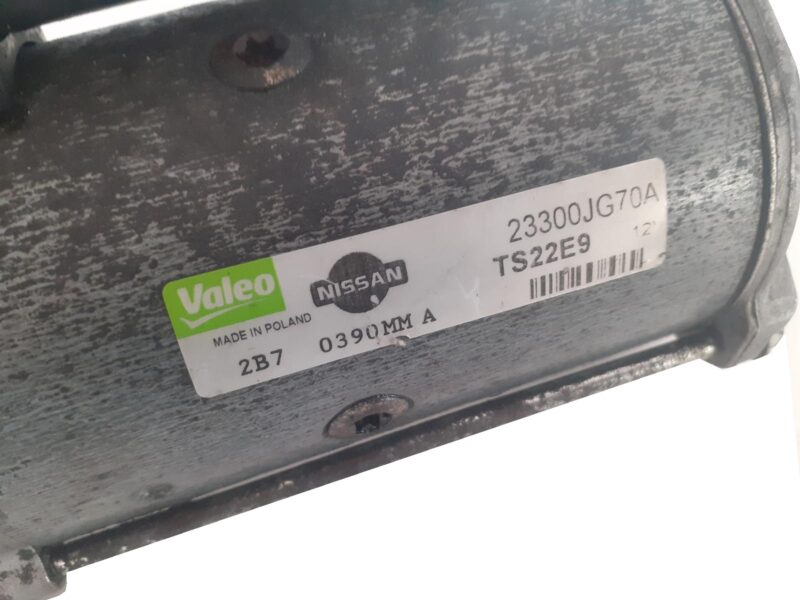 Valeo
MADE IN POLAND
NISSAN
2B7 0390MM A
23300JG70A
TS22E9
12V